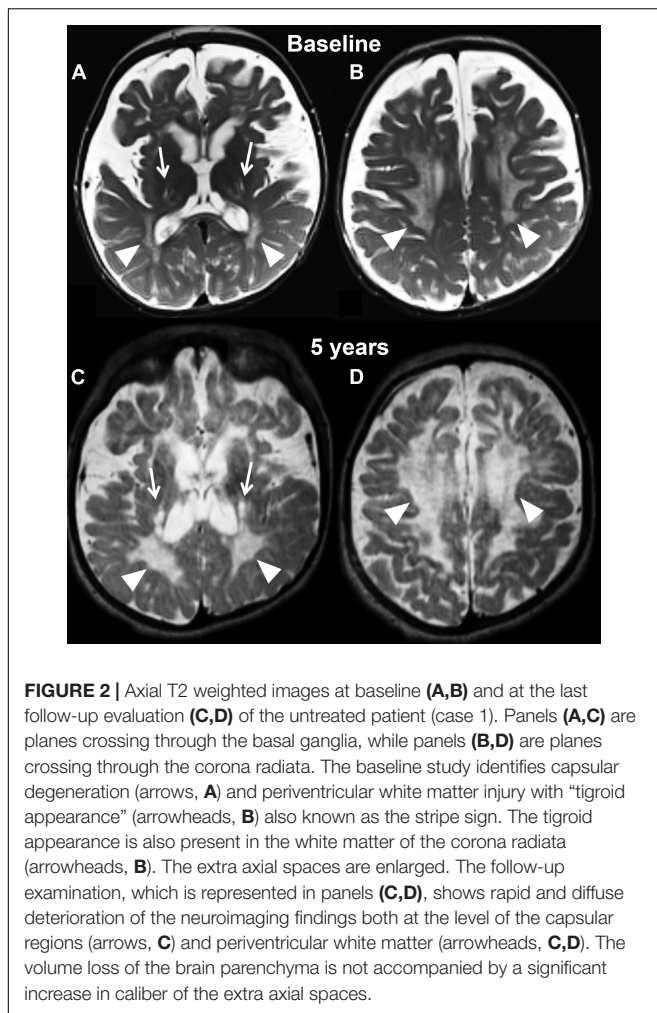 Baseline
A
B
5 years
C
D
FIGURE 2 | Axial T2 weighted images at baseline (A,B) and at the last
follow-up evaluation (C,D) of the untreated patient (case 1). Panels (A,C) are
planes crossing through the basal ganglia, while panels (B,D) are planes
crossing through the corona radiata. The baseline study identifies capsular
degeneration (arrows, A) and periventricular white matter injury with “tigroid
appearance” (arrowheads, B) also known as the stripe sign. The tigroid
appearance is also present in the white matter of the corona radiata
(arrowheads, B). The extra axial spaces are enlarged. The follow-up
examination, which is represented in panels (C,D), shows rapid and diffuse
deterioration of the neuroimaging findings both at the level of the capsular
regions (arrows, C) and periventricular white matter (arrowheads, C,D). The
volume loss of the brain parenchyma is not accompanied by a significant
increase in caliber of the extra axial spaces.